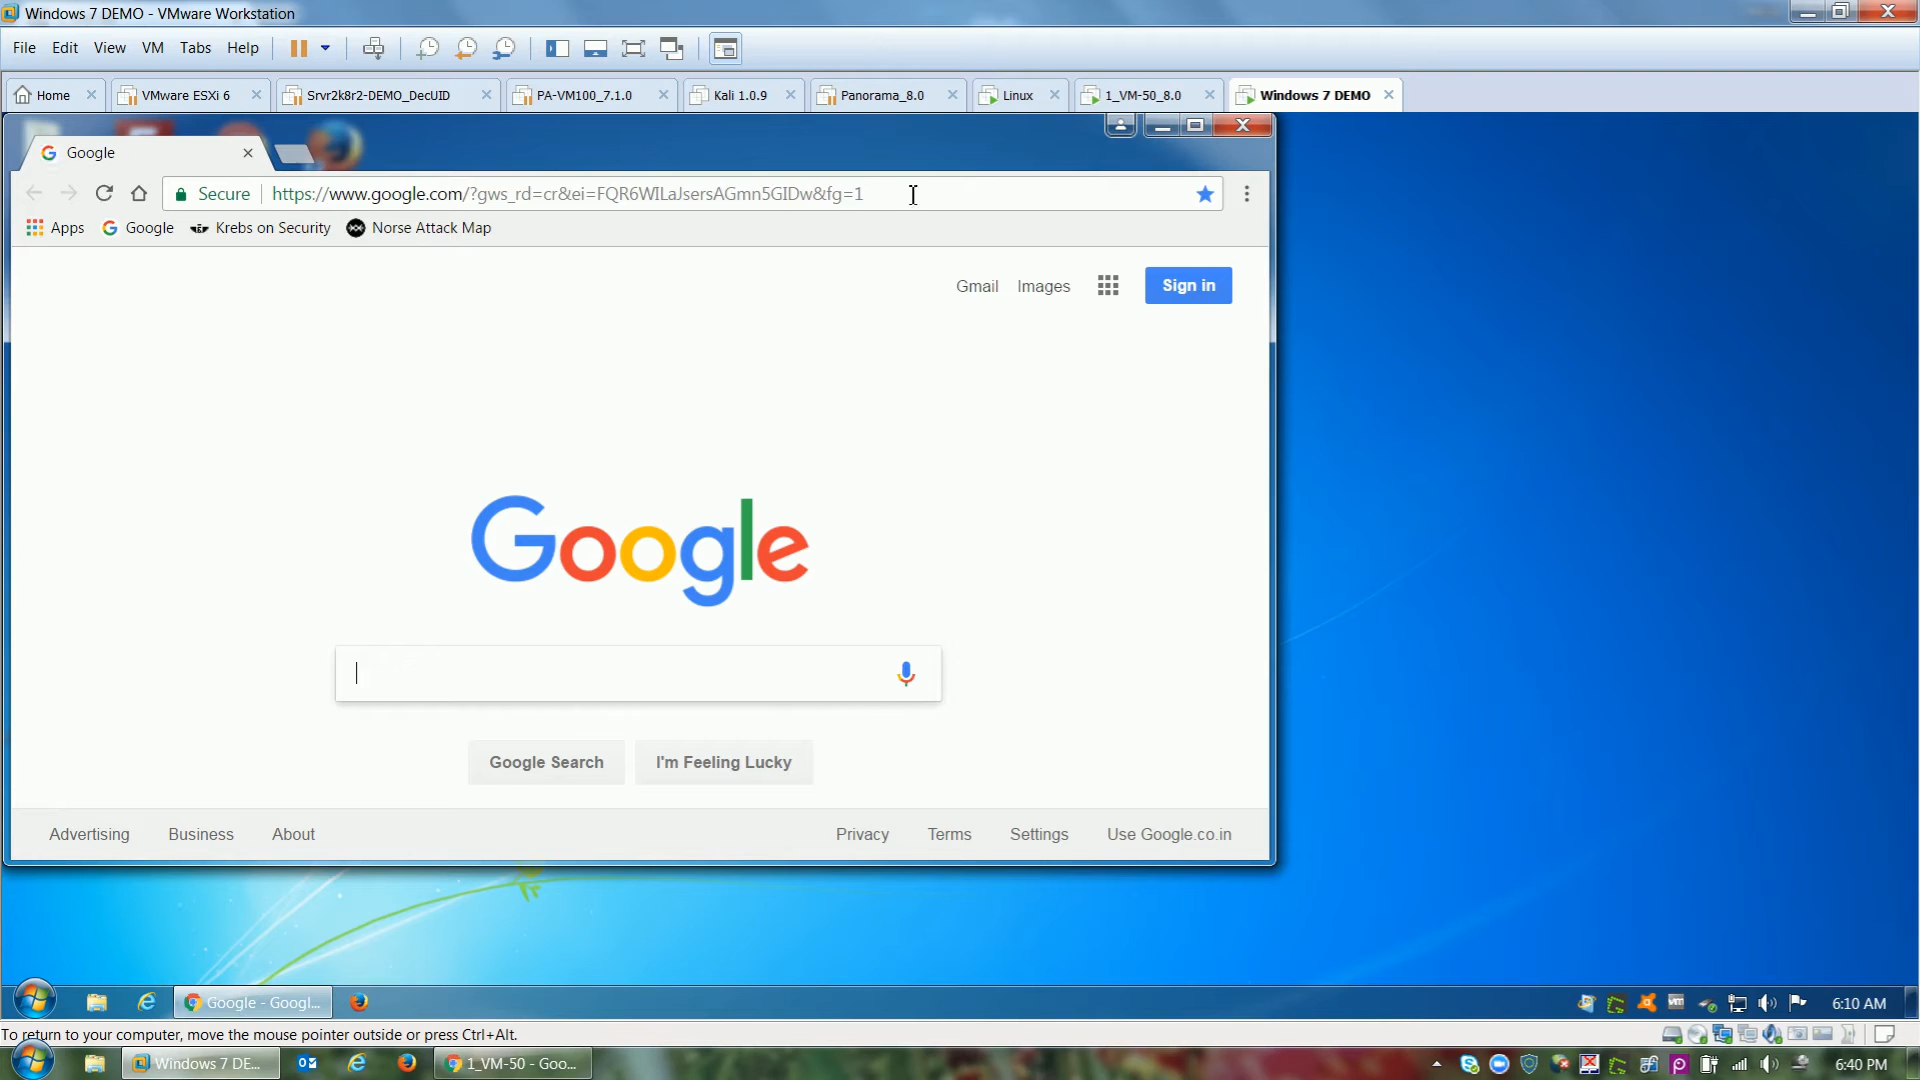 Windows 7 DEMO - VMware Workstation
File Edit View VM Tabs Help
Home VMware ESXi 6 Srvr2k8r2-DEMO_DecUID PA-VM100_7.1.0 Kali 1.0.9 Panorama_8.0 Linux 1_VM-50_8.0 Windows 7 DEMO
Google
Secure https://www.google.com/?gws_rd=cr&ei=FQR6WILaJsersAGmn5GIDw&fg=1
Apps Google Krebs on Security Norse Attack Map
Gmail Images Sign in
Google
Google Search I'm Feeling Lucky
Advertising Business About Privacy Terms Settings Use Google.co.in
Google - Googl... 6:10 AM
To return to your computer, move the mouse pointer outside or press Ctrl+Alt.
Windows 7 DE... 1_VM-50 - Goo... 6:40 PM